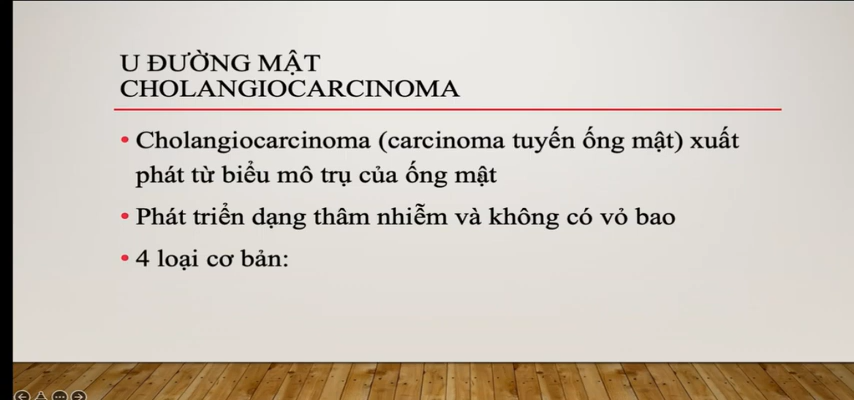 U ĐƯỜNG MẬT
CHOLANGIOCARCINOMA
• Cholangiocarcinoma (carcinoma tuyến ống mật) xuất
phát từ biểu mô trụ của ống mật
• Phát triển dạng thâm nhiễm và không có vỏ bao
• 4 loại cơ bản: